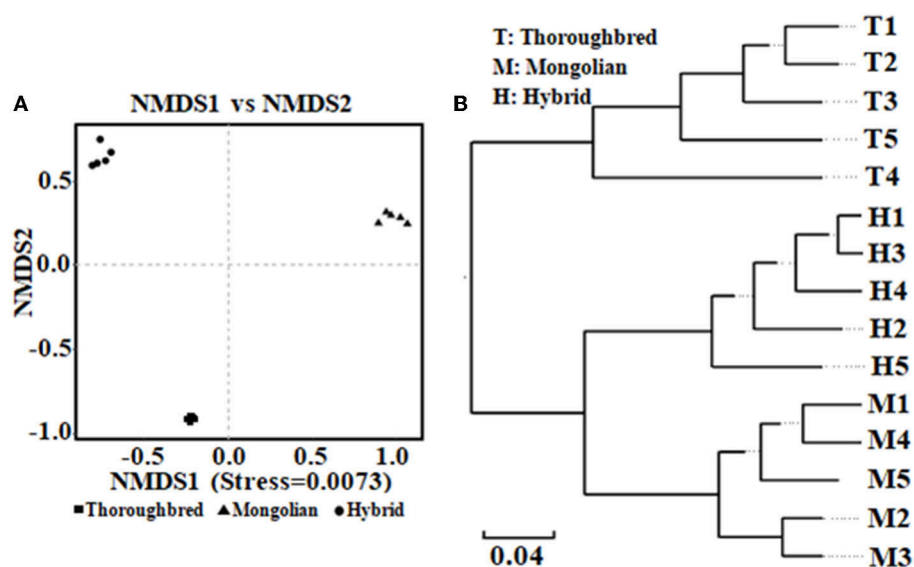 A
NMDS1 vs NMDS2
0.5
0.0
-0.5
-1.0
NMDS2
-0.5 0.0 0.5 1.0
NMDS1 (Stress=0.0073)
Thoroughbred Mongolian Hybrid
B
T: Thoroughbred
M: Mongolian
H: Hybrid
T1
T2
T3
T5
T4
H1
H3
H4
H2
H5
M1
M4
M5
M2
M3
0.04